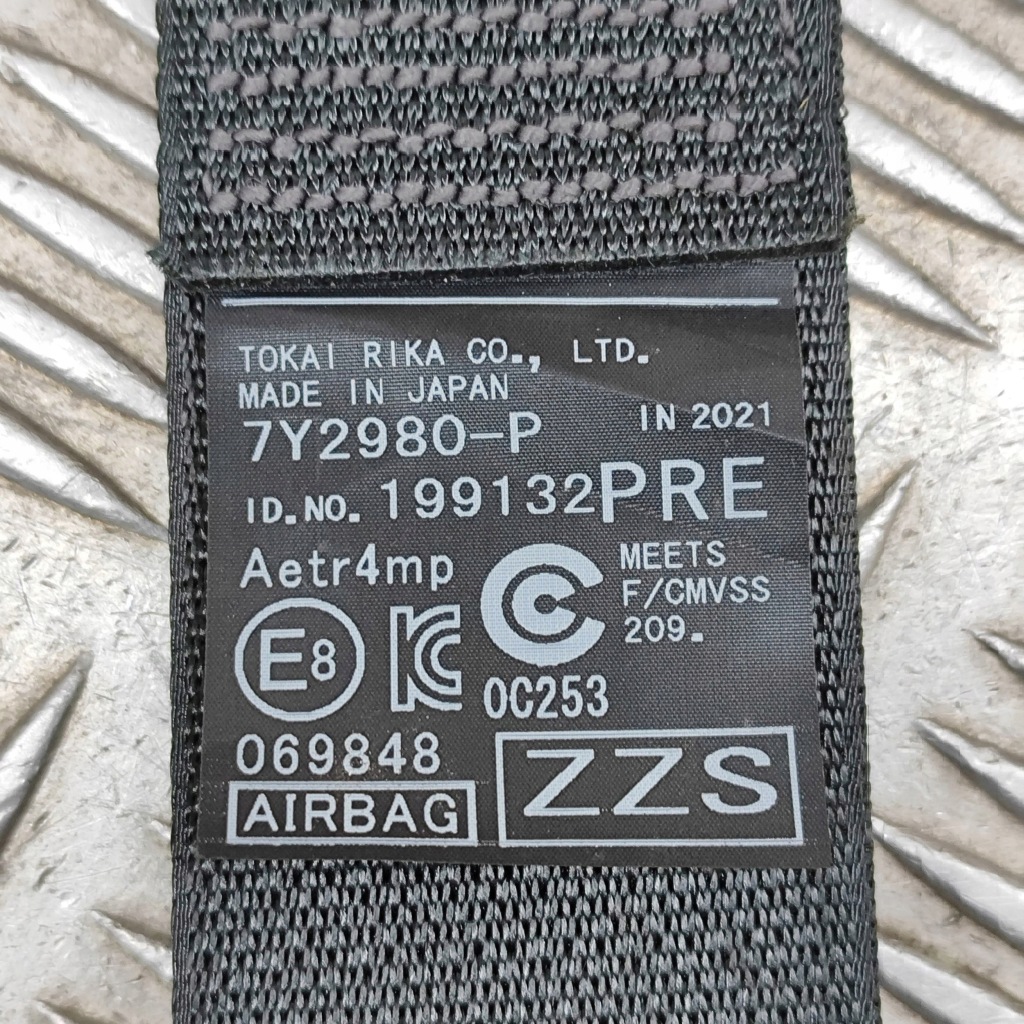 TOKAI RIKA CO., LTD.
MADE IN JAPAN
7Y2980-P IN 2021
ID.NO. 199132PRE
Aetr4mp
MEETS
F/CMVSS
209.
E8 KC C
0C253
069848
AIRBAG
ZZS